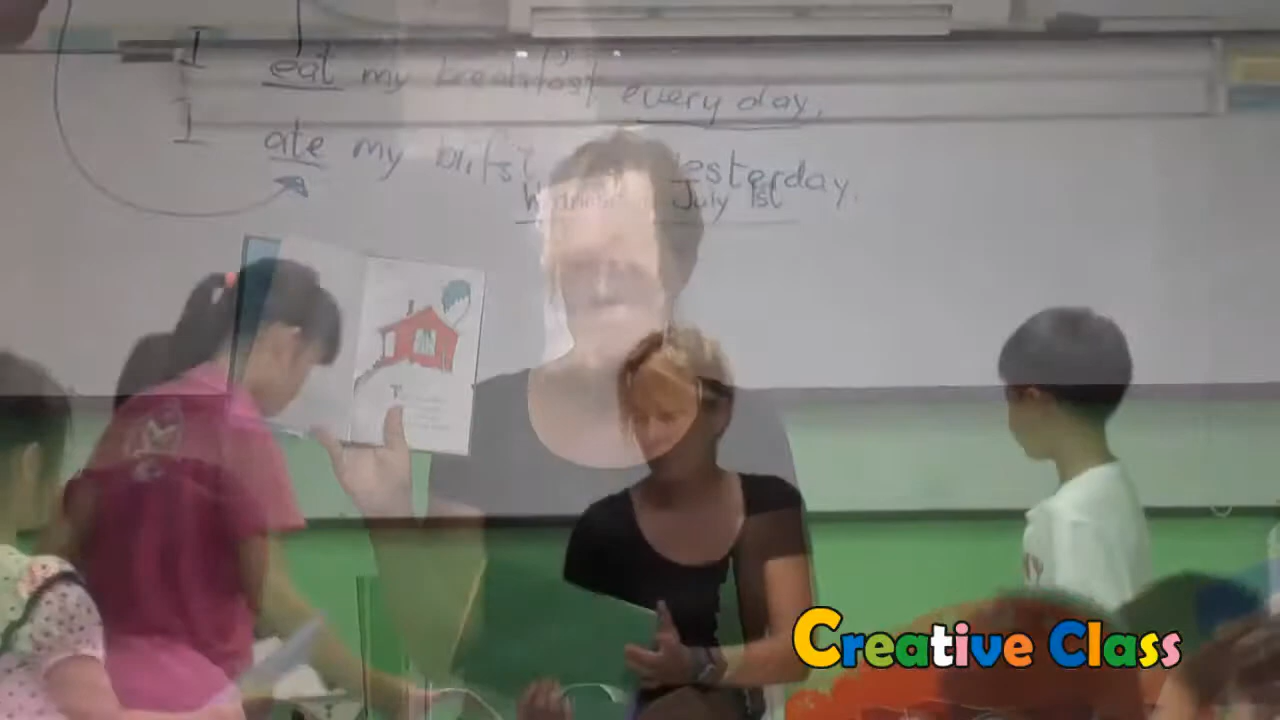 I eat my breakfast every day.
I ate my yesterday.
July 1st
Creative Class